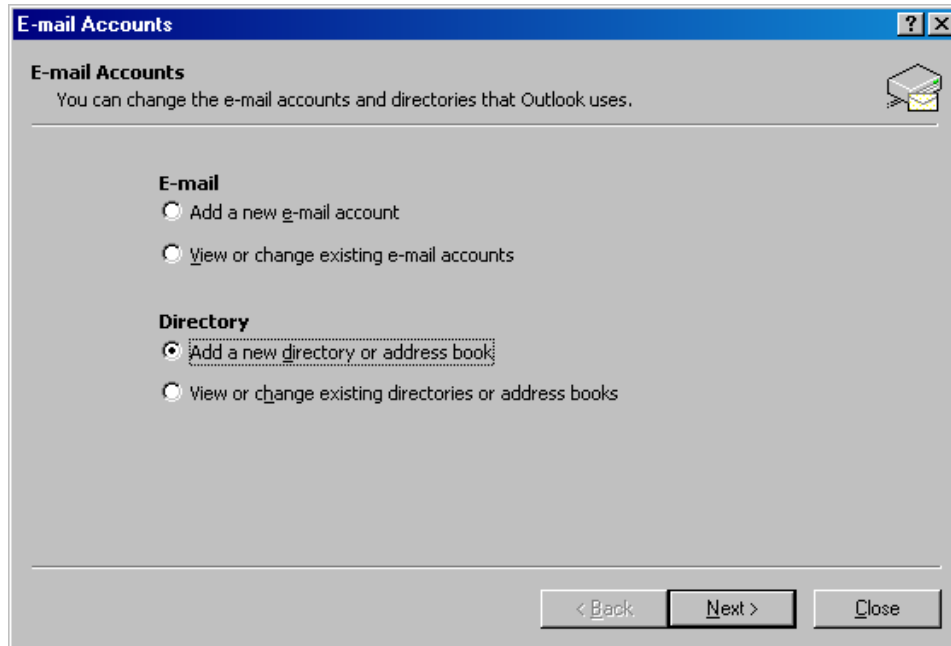 E-mail Accounts
E-mail Accounts
You can change the e-mail accounts and directories that Outlook uses.
E-mail
Add a new e-mail account
View or change existing e-mail accounts
Directory
Add a new directory or address book
View or change existing directories or address books
< Back Next > Close